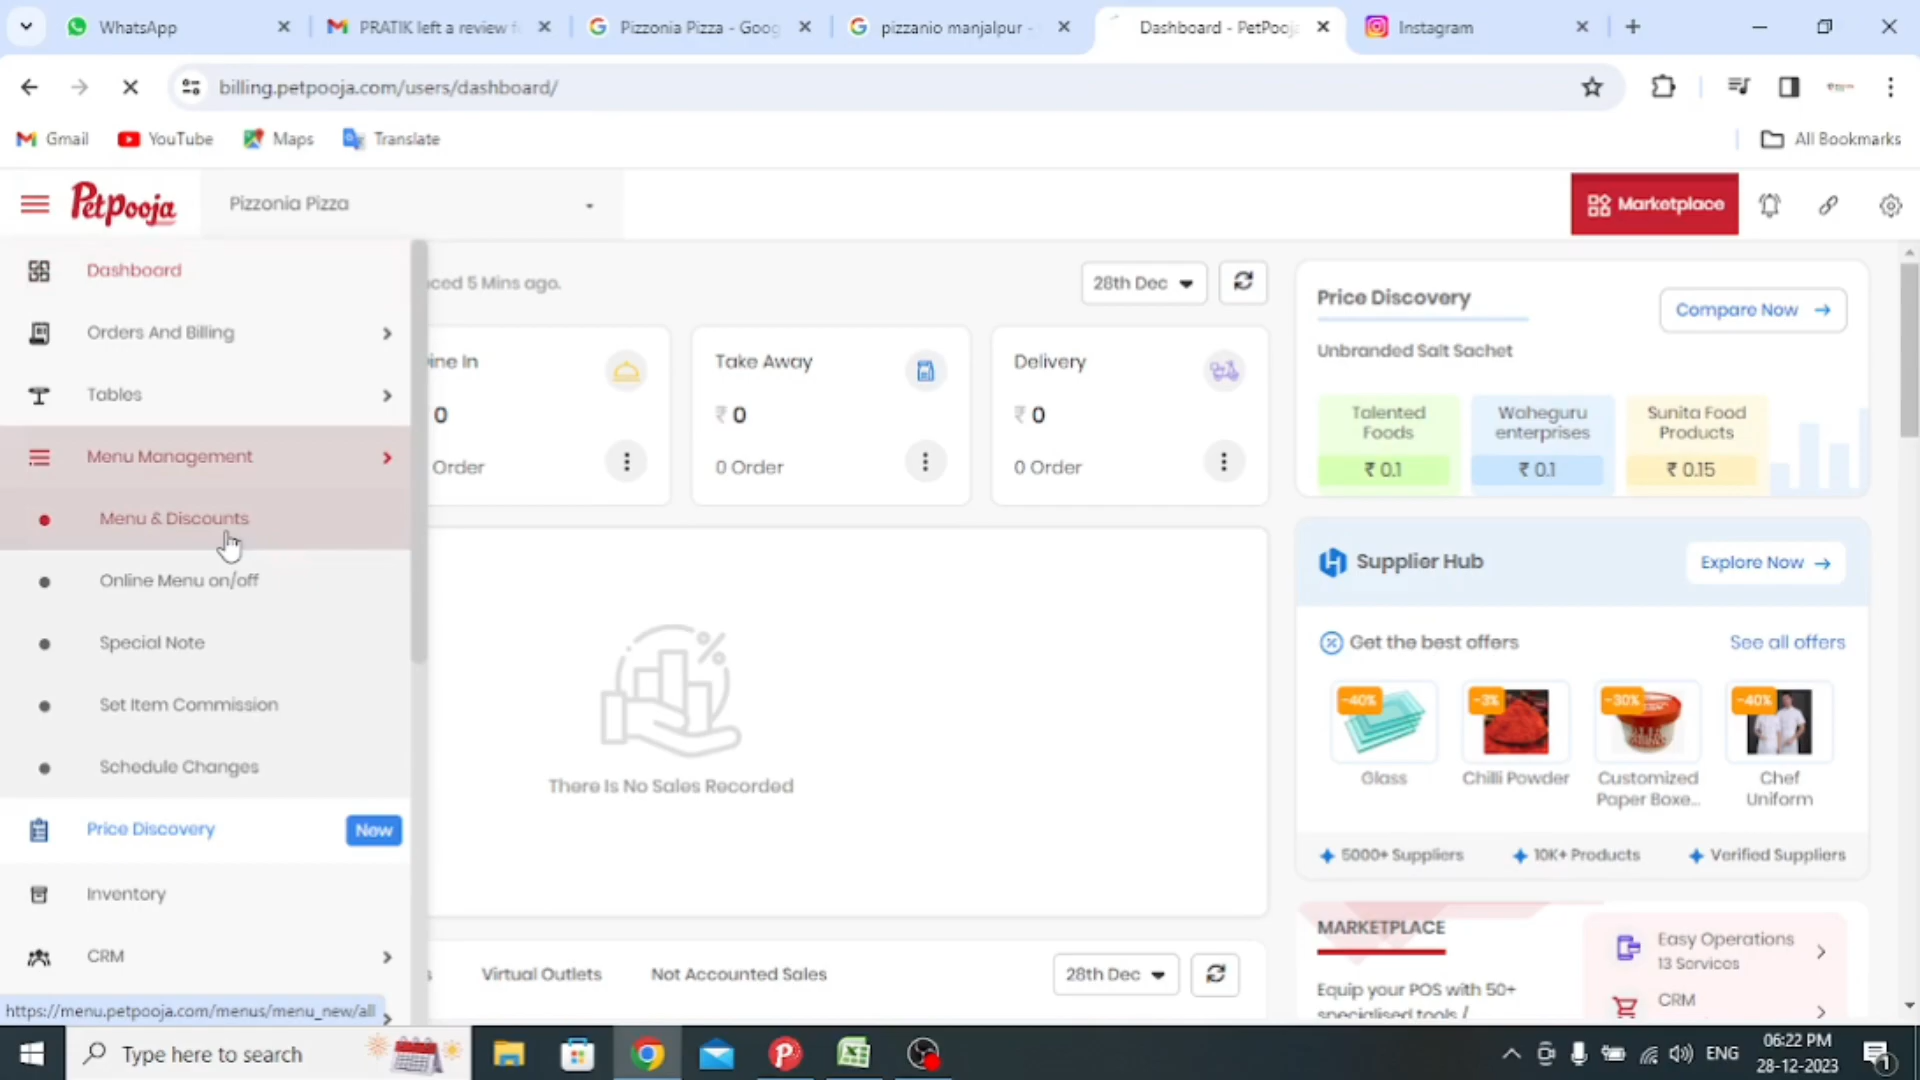 WhatsApp
PRATIK left a review f
Pizzonia Pizza - Goog
pizzanio manjalpur -
Dashboard - PetPooja
Instagram
billing.petpooja.com/users/dashboard/
Gmail
YouTube
Maps
Translate
All Bookmarks
PetPooja
Pizzonia Pizza
Marketplace
Dashboard
Orders And Billing
Tables
Menu Management
Menu & Discounts
Online Menu on/off
Special Note
Set Item Commission
Schedule Changes
Price Discovery
New
Inventory
CRM
https://menu.petpooja.com/menus/menu_new/all
nced 5 Mins ago.
28th Dec
ine In
0
Order
Take Away
₹ 0
0 Order
Delivery
₹ 0
0 Order
There Is No Sales Recorded
s
Virtual Outlets
Not Accounted Sales
28th Dec
Price Discovery
Compare Now →
Unbranded Salt Sachet
Talented
Foods
₹ 0.1
Waheguru
enterprises
₹ 0.1
Sunita Food
Products
₹ 0.15
Supplier Hub
Explore Now →
Get the best offers
See all offers
-40%
-3%
-30%
-40%
Glass
Chilli Powder
Customized
Paper Boxe...
Chef
Uniform
5000+ Suppliers
10K+ Products
Verified Suppliers
MARKETPLACE
Equip your POS with 50+
specialised tools /
Easy Operations
13 Services
CRM
Type here to search
ENG
06:22 PM
28-12-2023
1